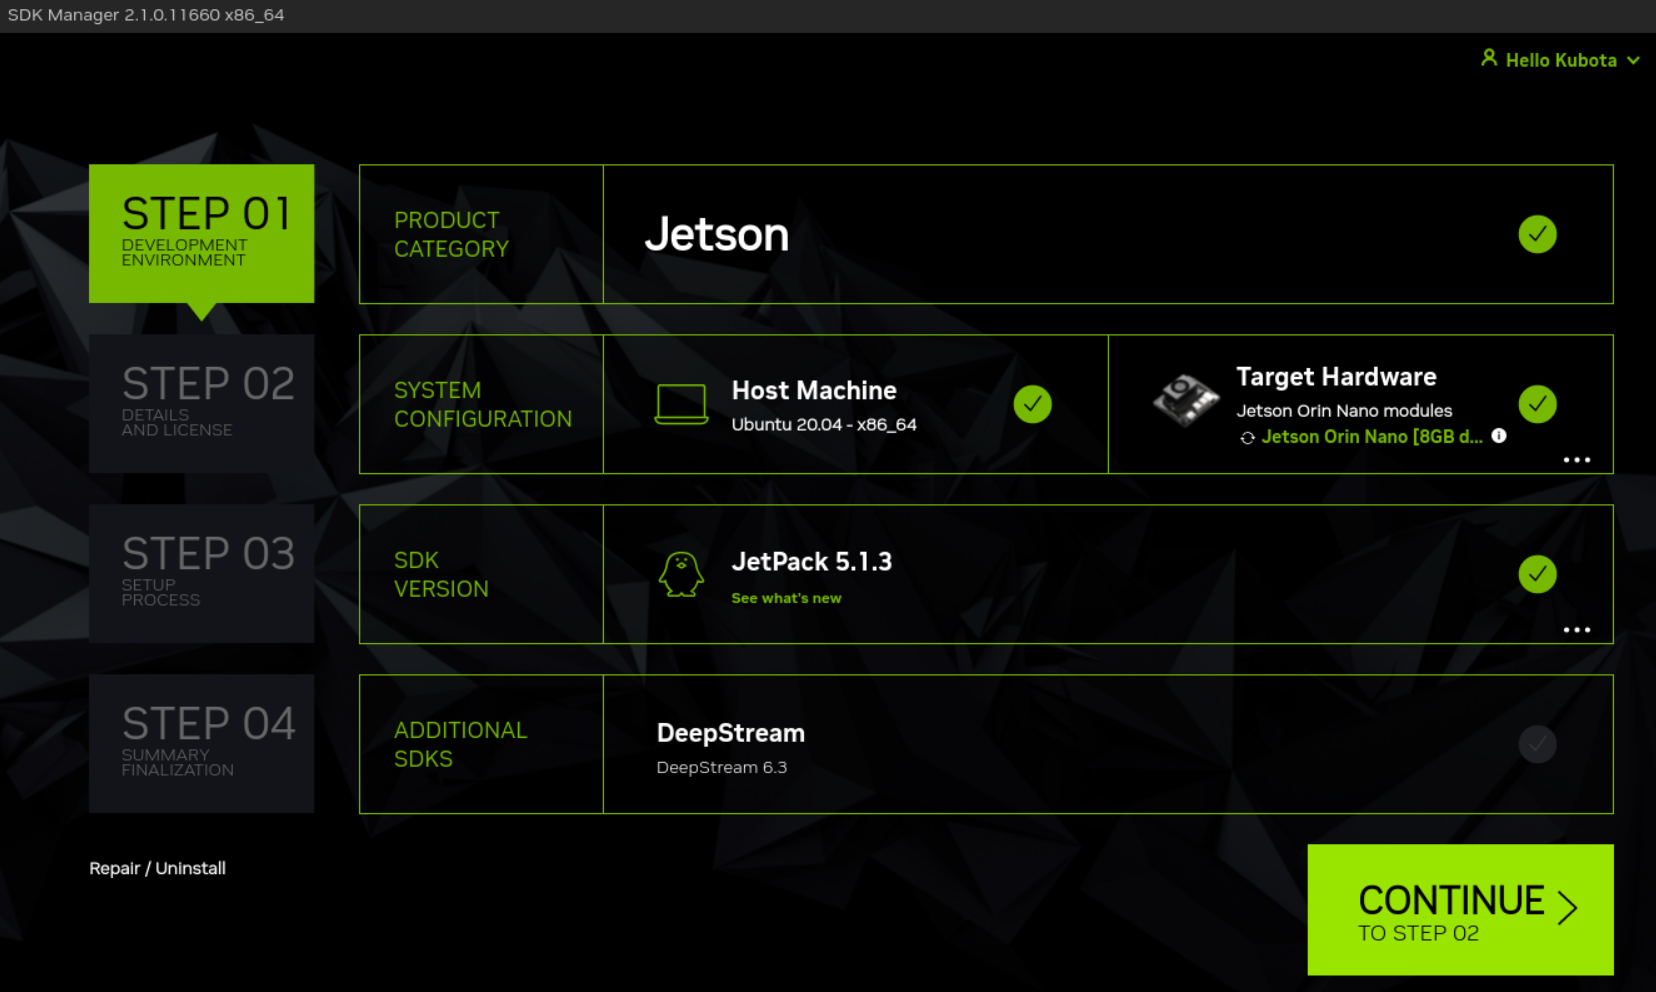 SDK Manager 2.1.0.11660 x86_64
Hello Kubota
STEP 01
DEVELOPMENT
ENVIRONMENT
PRODUCT
CATEGORY
Jetson
STEP 02
DETAILS
AND LICENSE
SYSTEM
CONFIGURATION
Host Machine
Ubuntu 20.04 - x86_64
Target Hardware
Jetson Orin Nano modules
Jetson Orin Nano [8GB d...
STEP 03
SETUP
PROCESS
SDK
VERSION
JetPack 5.1.3
See what's new
STEP 04
SUMMARY
FINALIZATION
ADDITIONAL
SDKS
DeepStream
DeepStream 6.3
Repair / Uninstall
CONTINUE
TO STEP 02